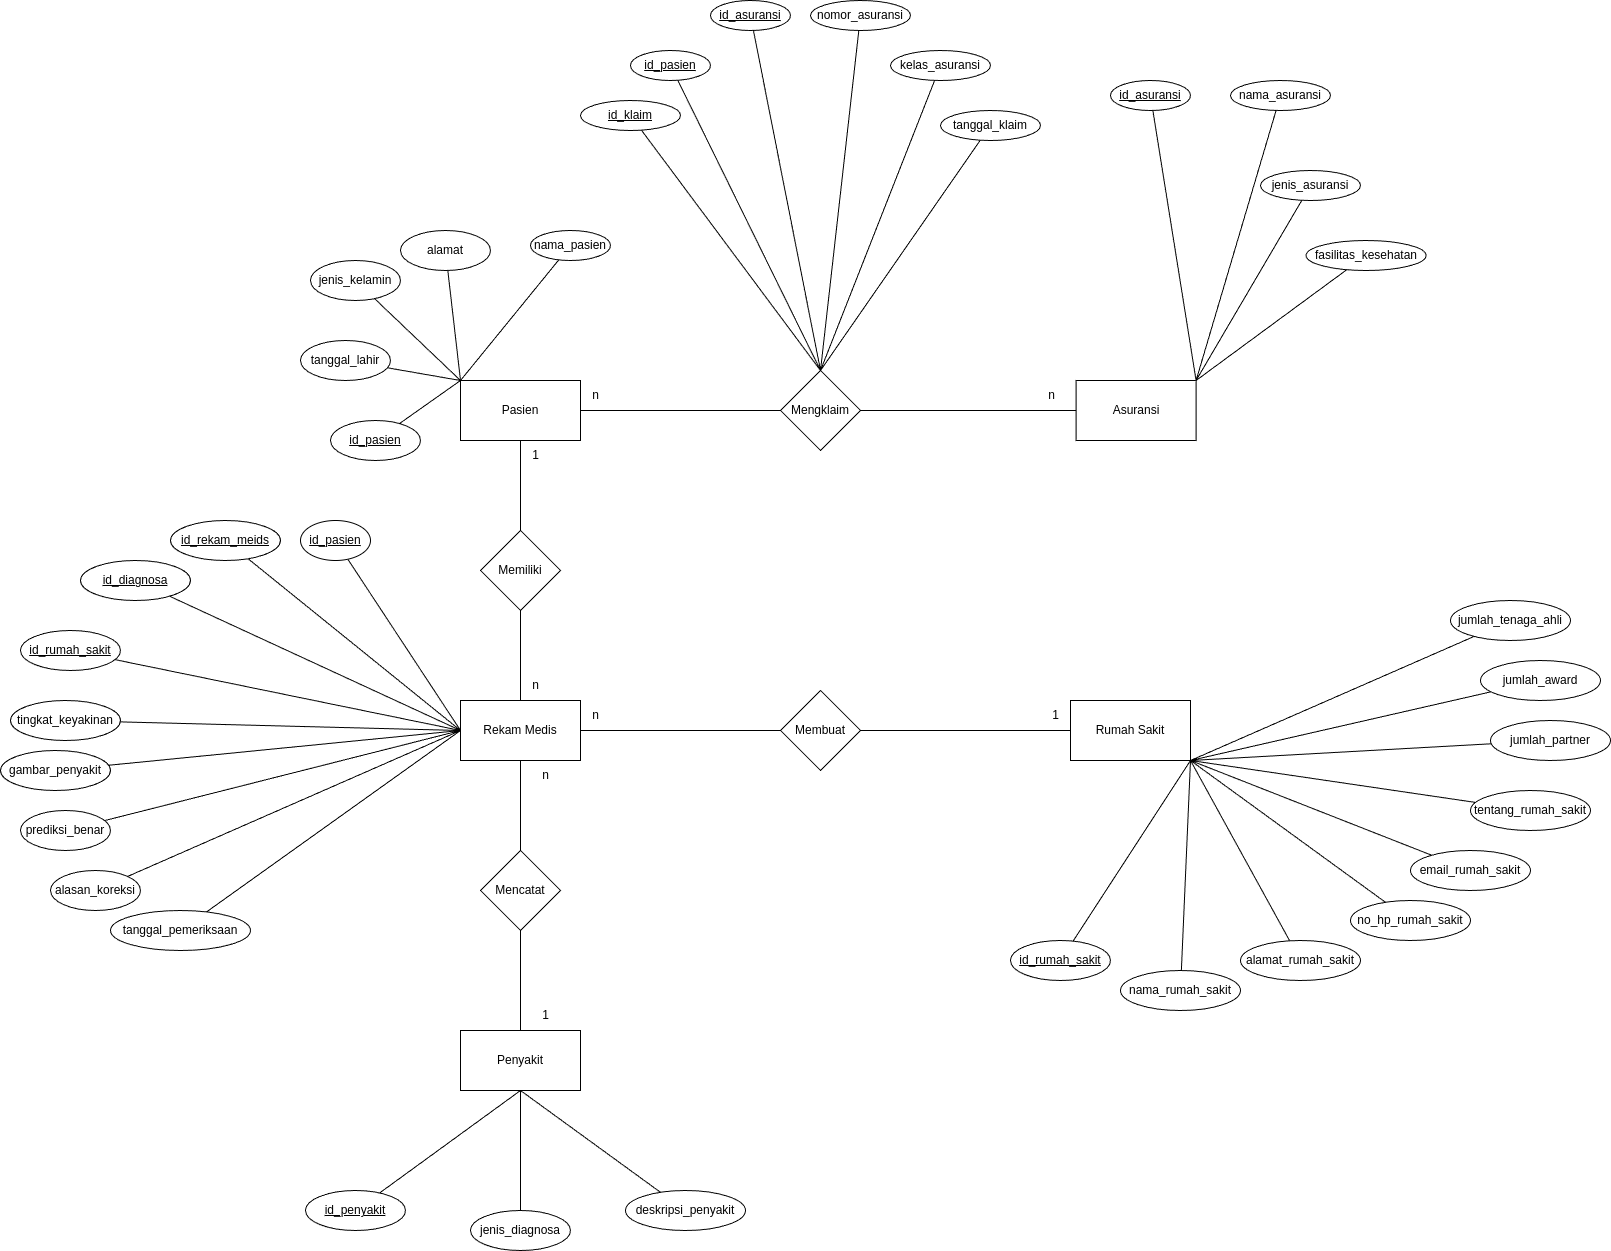 id_asuransi
nomor_asuransi
id_pasien
kelas_asuransi
id_klaim
tanggal_klaim
id_asuransi
nama_asuransi
jenis_asuransi
fasilitas_kesehatan
alamat
nama_pasien
jenis_kelamin
tanggal_lahir
id_pasien
Pasien
n
Mengklaim
n
Asuransi
1
Memiliki
n
id_rekam_meids
id_pasien
id_diagnosa
id_rumah_sakit
tingkat_keyakinan
gambar_penyakit
prediksi_benar
alasan_koreksi
tanggal_pemeriksaan
Rekam Medis
n
Membuat
1
Rumah Sakit
jumlah_tenaga_ahli
jumlah_award
jumlah_partner
tentang_rumah_sakit
email_rumah_sakit
no_hp_rumah_sakit
alamat_rumah_sakit
nama_rumah_sakit
id_rumah_sakit
n
Mencatat
1
Penyakit
id_penyakit
jenis_diagnosa
deskripsi_penyakit